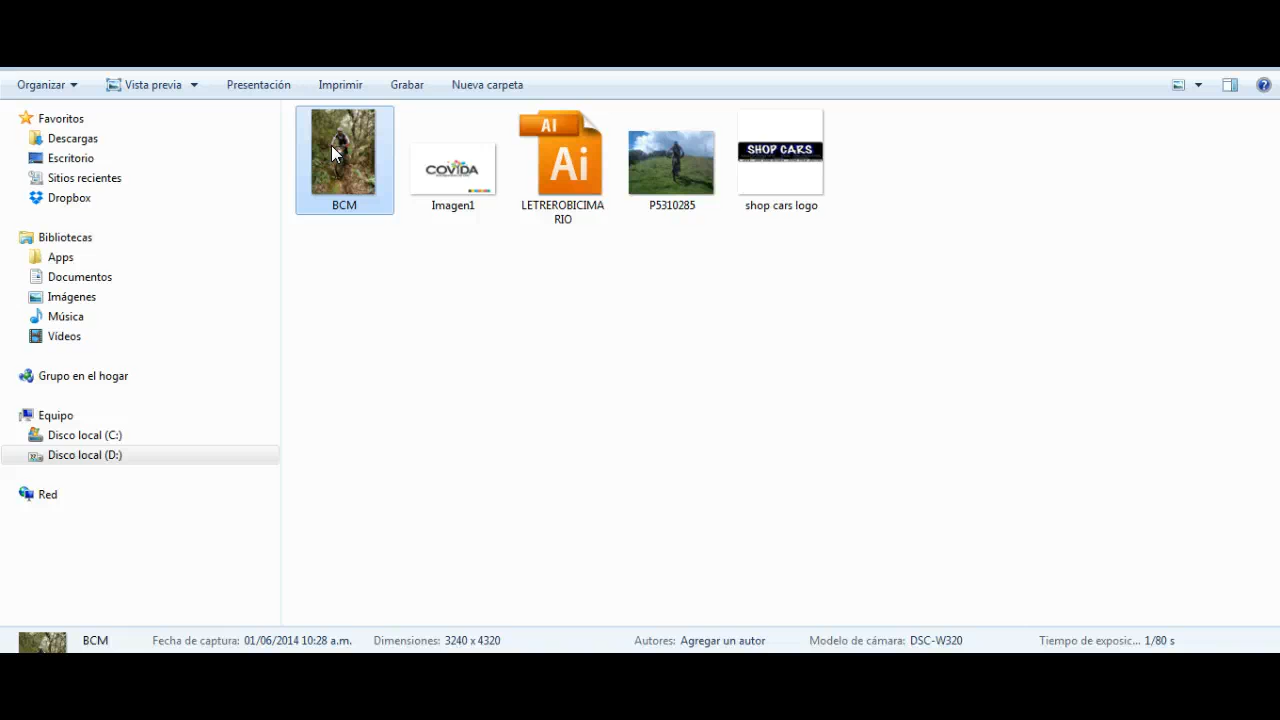 Organizar Vista previa Presentación Imprimir Grabar Nueva carpeta
Favoritos
Descargas
Escritorio
Sitios recientes
Dropbox
Bibliotecas
Apps
Documentos
Imágenes
Música
Vídeos
Grupo en el hogar
Equipo
Disco local (C:)
Disco local (D:)
Red
COVIDA
AI
Ai
SHOP CARS
BCM
Imagen1
LETREROBICIMA
RIO
P5310285
shop cars logo
BCM Fecha de captura: 01/06/2014 10:28 a.m. Dimensiones: 3240 x 4320 Autores: Agregar un autor Modelo de cámara: DSC-W320 Tiempo de exposic... 1/80 s